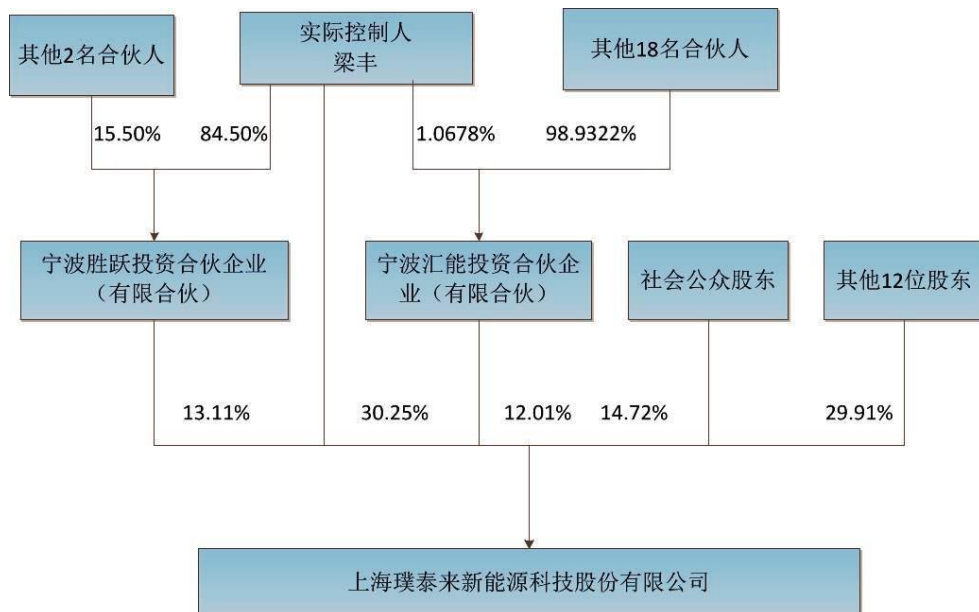 其他2名合伙人
实际控制人
梁丰
其他18名合伙人
15.50%
84.50%
1.0678%
98.9322%
宁波胜跃投资合伙企业
（有限合伙）
宁波汇能投资合伙企
业（有限合伙）
社会公众股东
其他12位股东
13.11%
30.25%
12.01%
14.72%
29.91%
上海璞泰来新能源科技股份有限公司